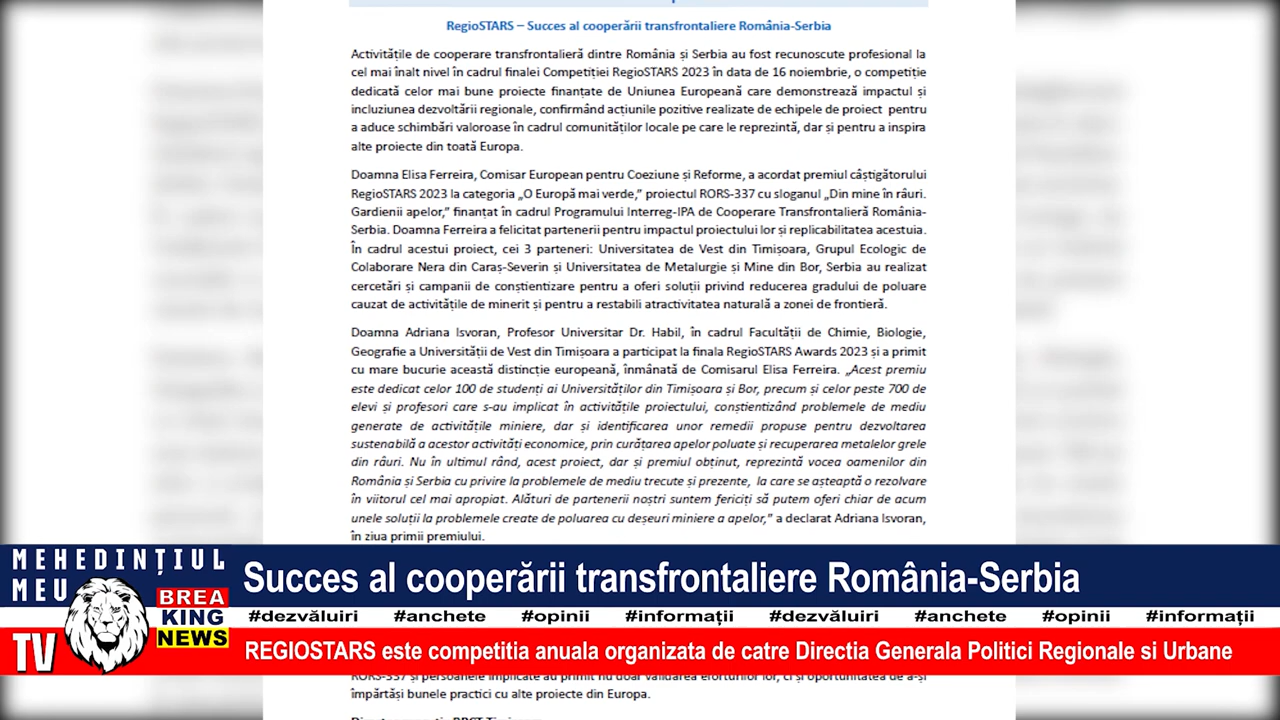 RegioSTARS – Succes al cooperării transfrontaliere România-Serbia
Activitățile de cooperare transfrontalieră dintre România și Serbia au fost recunoscute profesional la
cel mai înalt nivel în cadrul finalei Competiției RegioSTARS 2023 în data de 16 noiembrie, o competiție
dedicată celor mai bune proiecte finanțate de Uniunea Europeană care demonstrează impactul și
incluziunea dezvoltării regionale, confirmând acțiunile pozitive realizate de echipele de proiect pentru
a aduce schimbări valoroase în cadrul comunităților locale pe care le reprezintă, dar și pentru a inspira
alte proiecte din toată Europa.
Doamna Elisa Ferreira, Comisar European pentru Coeziune și Reforme, a acordat premiul câștigătorului
RegioSTARS 2023 la categoria „O Europă mai verde,” proiectul RORS-337 cu sloganul „Din mine în râuri.
Gardienii apelor,” finanțat în cadrul Programului Interreg-IPA de Cooperare Transfrontalieră România-
Serbia. Doamna Ferreira a felicitat partenerii pentru impactul proiectului lor și replicabilitatea acestuia.
În cadrul acestui proiect, cei 3 parteneri: Universitatea de Vest din Timișoara, Grupul Ecologic de
Colaborare Nera din Caraș-Severin și Universitatea de Metalurgie și Mine din Bor, Serbia au realizat
cercetări și campanii de conștientizare pentru a oferi soluții privind reducerea gradului de poluare
cauzat de activitățile de minerit și pentru a restabili atractivitatea naturală a zonei de frontieră.
Doamna Adriana Isvoran, Profesor Universitar Dr. Habil, în cadrul Facultății de Chimie, Biologie,
Geografie a Universității de Vest din Timișoara a participat la finala RegioSTARS Awards 2023 și a primit
cu mare bucurie această distincție europeană, înmânată de Comisarul Elisa Ferreira. „Acest premiu
este dedicat celor 100 de studenți ai Universităților din Timișoara și Bor, precum și celor peste 700 de
elevi și profesori care s-au implicat în activitățile proiectului, conștientizând problemele de mediu
generate de activitățile miniere, dar și identificarea unor remedii propuse pentru dezvoltarea
sustenabilă a acestor activități economice, prin curățarea apelor poluate și recuperarea metalelor grele
din râuri. Nu în ultimul rând, acest proiect, dar și premiul obținut, reprezintă vocea oamenilor din
România și Serbia cu privire la problemele de mediu trecute și prezente, la care se așteaptă o rezolvare
în viitorul cel mai apropiat. Alături de partenerii noștri suntem fericiți să putem oferi chiar de acum
unele soluții la problemele create de poluarea cu deșeuri miniere a apelor,” a declarat Adriana Isvoran,
în ziua primii premiului.
MEHEDINȚIUL
MEU
TV
BREA
KING
NEWS
Succes al cooperării transfrontaliere România-Serbia
#dezvăluiri #anchete #opinii #informații #dezvăluiri #anchete #opinii #informații
REGIOSTARS este competitia anuala organizata de catre Directia Generala Politici Regionale si Urbane
RORS-337 și persoanele implicate au primit nu doar validarea eforturilor lor, ci și oportunitatea de a-și
împărtăși bunele practici cu alte proiecte din Europa.